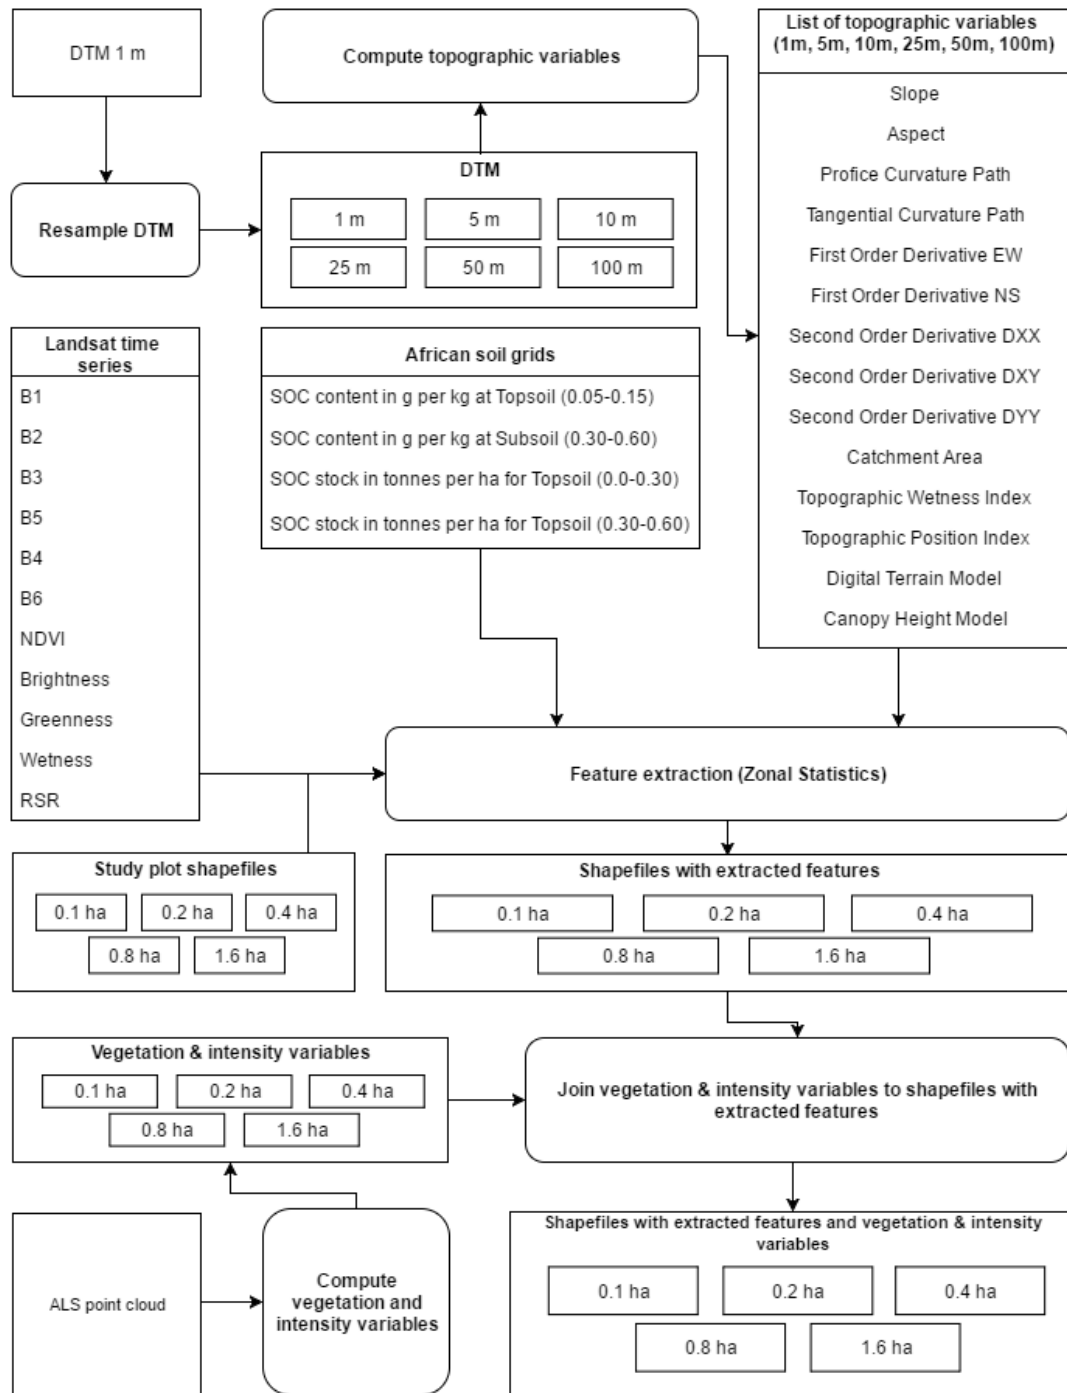 DTM 1 m
Compute topographic variables
List of topographic variables
(1m, 5m, 10m, 25m, 50m, 100m)
Slope
Aspect
Profice Curvature Path
Tangential Curvature Path
First Order Derivative EW
First Order Derivative NS
Second Order Derivative DXX
Second Order Derivative DXY
Second Order Derivative DYY
Catchment Area
Topographic Wetness Index
Topographic Position Index
Digital Terrain Model
Canopy Height Model
Resample DTM
DTM
1 m
5 m
10 m
25 m
50 m
100 m
Landsat time
series
B1
B2
B3
B5
B4
B6
NDVI
Brightness
Greenness
Wetness
RSR
African soil grids
SOC content in g per kg at Topsoil (0.05-0.15)
SOC content in g per kg at Subsoil (0.30-0.60)
SOC stock in tonnes per ha for Topsoil (0.0-0.30)
SOC stock in tonnes per ha for Topsoil (0.30-0.60)
Feature extraction (Zonal Statistics)
Study plot shapefiles
0.1 ha
0.2 ha
0.4 ha
0.8 ha
1.6 ha
Shapefiles with extracted features
0.1 ha
0.2 ha
0.4 ha
0.8 ha
1.6 ha
Vegetation & intensity variables
0.1 ha
0.2 ha
0.4 ha
0.8 ha
1.6 ha
Join vegetation & intensity variables to shapefiles with
extracted features
ALS point cloud
Compute
vegetation and
intensity variables
Shapefiles with extracted features and vegetation & intensity
variables
0.1 ha
0.2 ha
0.4 ha
0.8 ha
1.6 ha